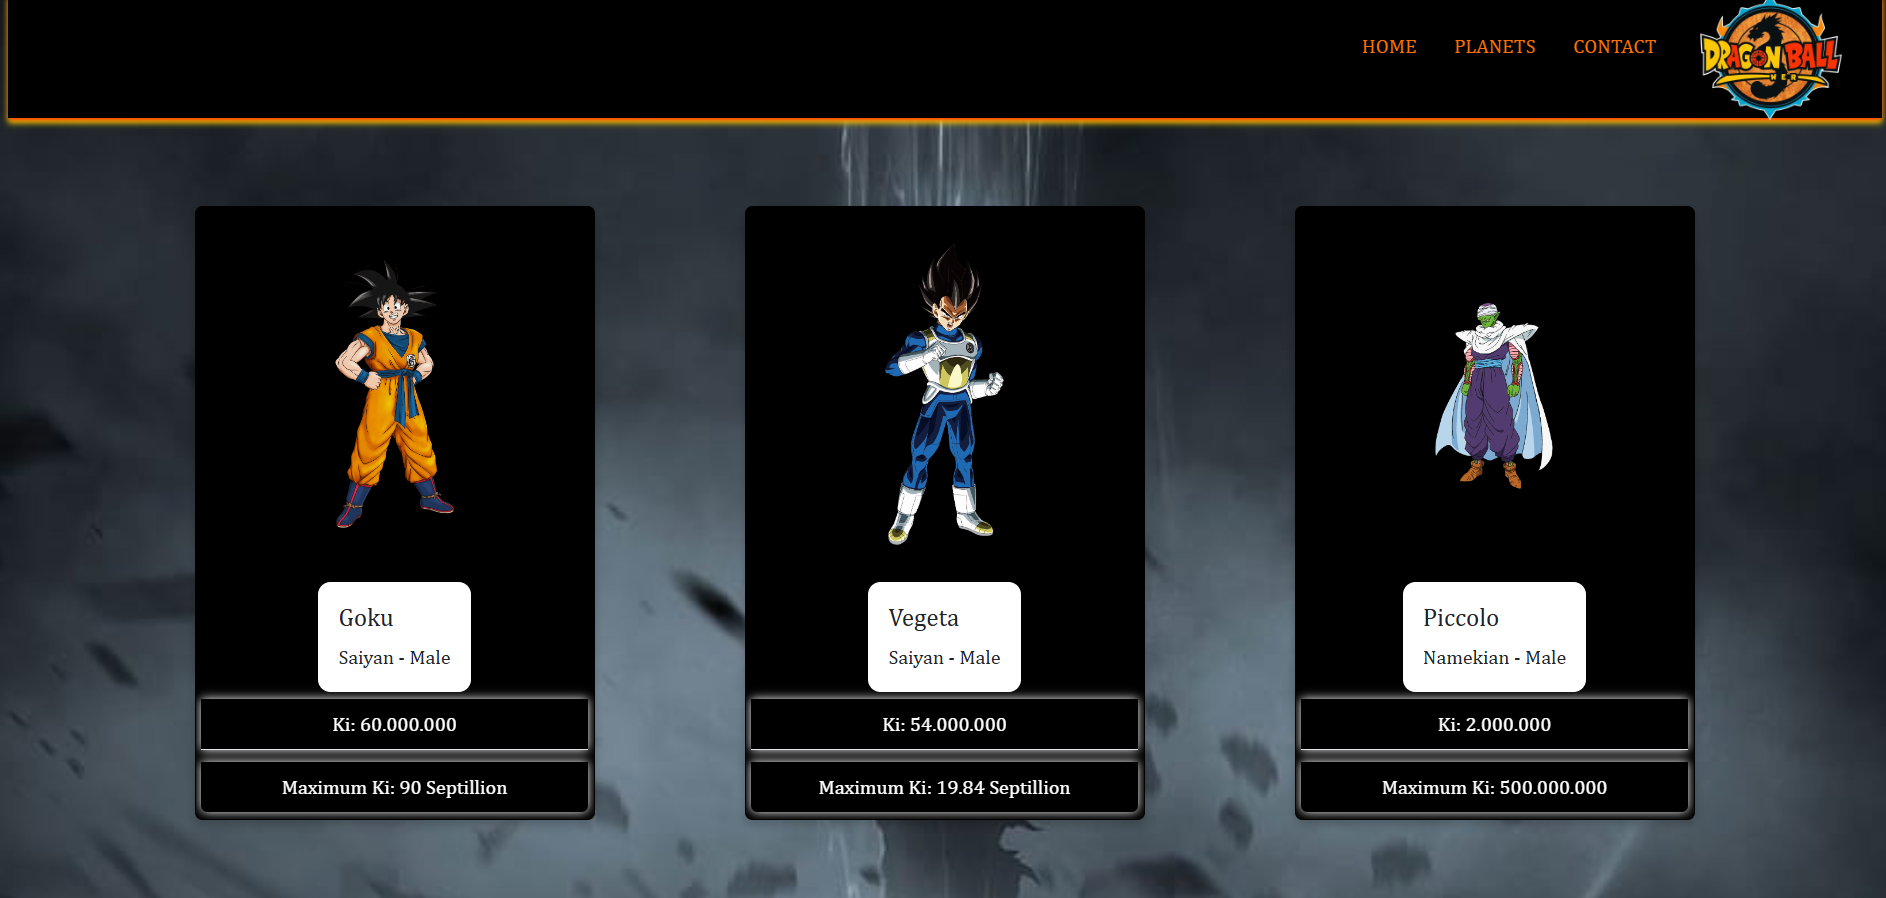 HOME PLANETS CONTACT
DRAGON BALL
HER
Goku
Saiyan - Male
Ki: 60.000.000
Maximum Ki: 90 Septillion
Vegeta
Saiyan - Male
Ki: 54.000.000
Maximum Ki: 19.84 Septillion
Piccolo
Namekian - Male
Ki: 2.000.000
Maximum Ki: 500.000.000